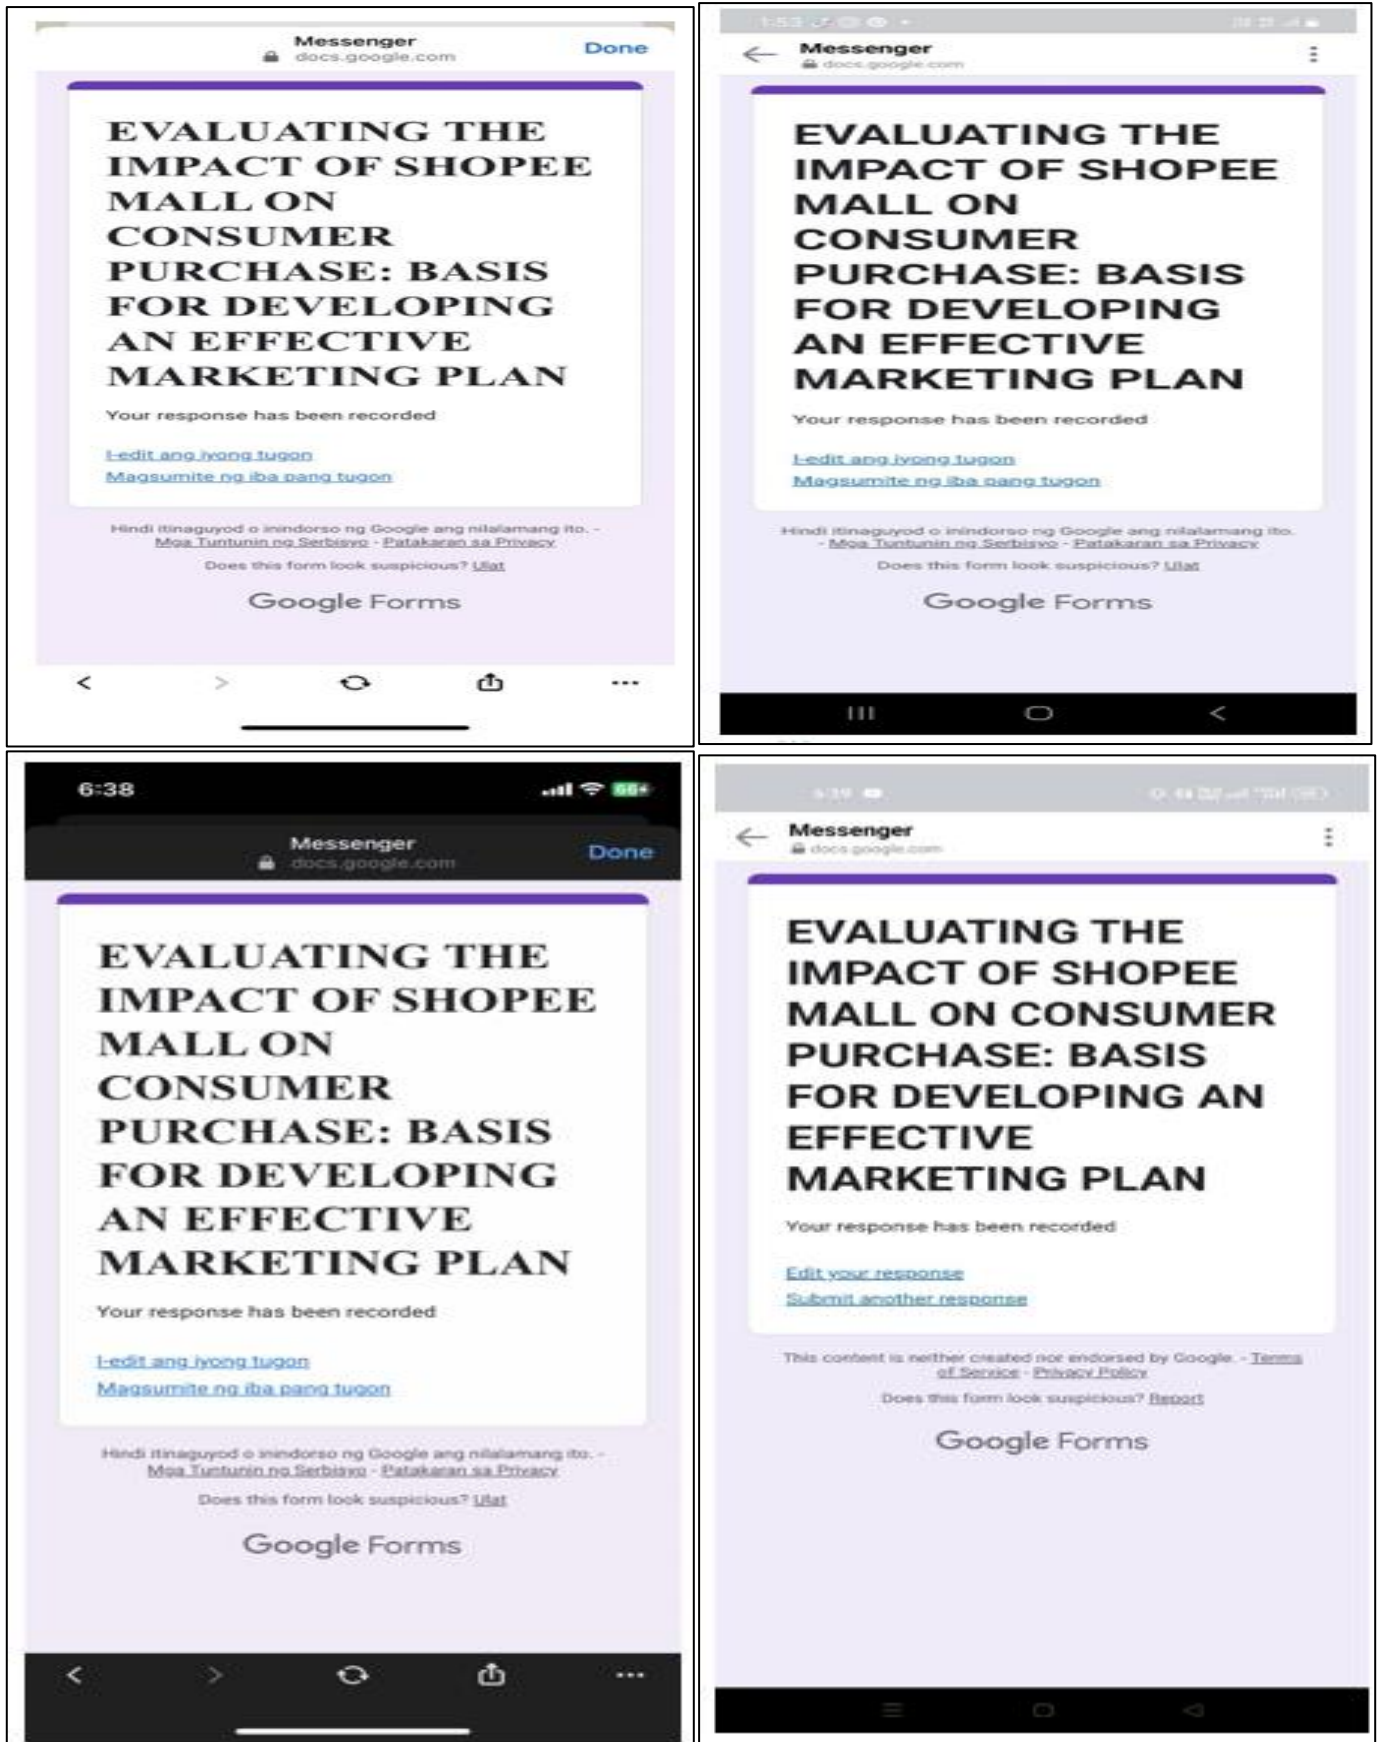 Messenger
docs.google.com
Done
EVALUATING THE
IMPACT OF SHOPEE
MALL ON
CONSUMER
PURCHASE: BASIS
FOR DEVELOPING
AN EFFECTIVE
MARKETING PLAN
Your response has been recorded
I-edit ang iyong tugon
Magsumite ng iba pang tugon
Hindi itinaguyod o inindorso ng Google ang nilalamang ito. -
Mga Tuntunin ng Serbisyo - Patakaran sa Privacy
Does this form look suspicious? Ulat
Google Forms
1:53
Messenger
docs.google.com
EVALUATING THE
IMPACT OF SHOPEE
MALL ON
CONSUMER
PURCHASE: BASIS
FOR DEVELOPING
AN EFFECTIVE
MARKETING PLAN
Your response has been recorded
I-edit ang iyong tugon
Magsumite ng iba pang tugon
Hindi itinaguyod o inindorso ng Google ang nilalamang ito.
- Mga Tuntunin ng Serbisyo - Patakaran sa Privacy
Does this form look suspicious? Ulat
Google Forms
6:38
66
Messenger
docs.google.com
Done
EVALUATING THE
IMPACT OF SHOPEE
MALL ON
CONSUMER
PURCHASE: BASIS
FOR DEVELOPING
AN EFFECTIVE
MARKETING PLAN
Your response has been recorded
I-edit ang iyong tugon
Magsumite ng iba pang tugon
Hindi itinaguyod o inindorso ng Google ang nilalamang ito. -
Mga Tuntunin ng Serbisyo - Patakaran sa Privacy
Does this form look suspicious? Ulat
Google Forms
Messenger
docs.google.com
EVALUATING THE
IMPACT OF SHOPEE
MALL ON CONSUMER
PURCHASE: BASIS
FOR DEVELOPING AN
EFFECTIVE
MARKETING PLAN
Your response has been recorded
Edit your response
Submit another response
This content is neither created nor endorsed by Google. - Terms
of Service - Privacy Policy
Does this form look suspicious? Report
Google Forms